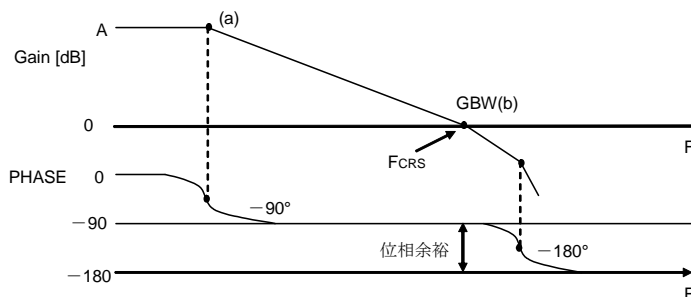 A
(a)
Gain [dB]
GBW(b)
0
F
FCRS
PHASE
0
−90°
−90
位相余裕
−180°
−180
F